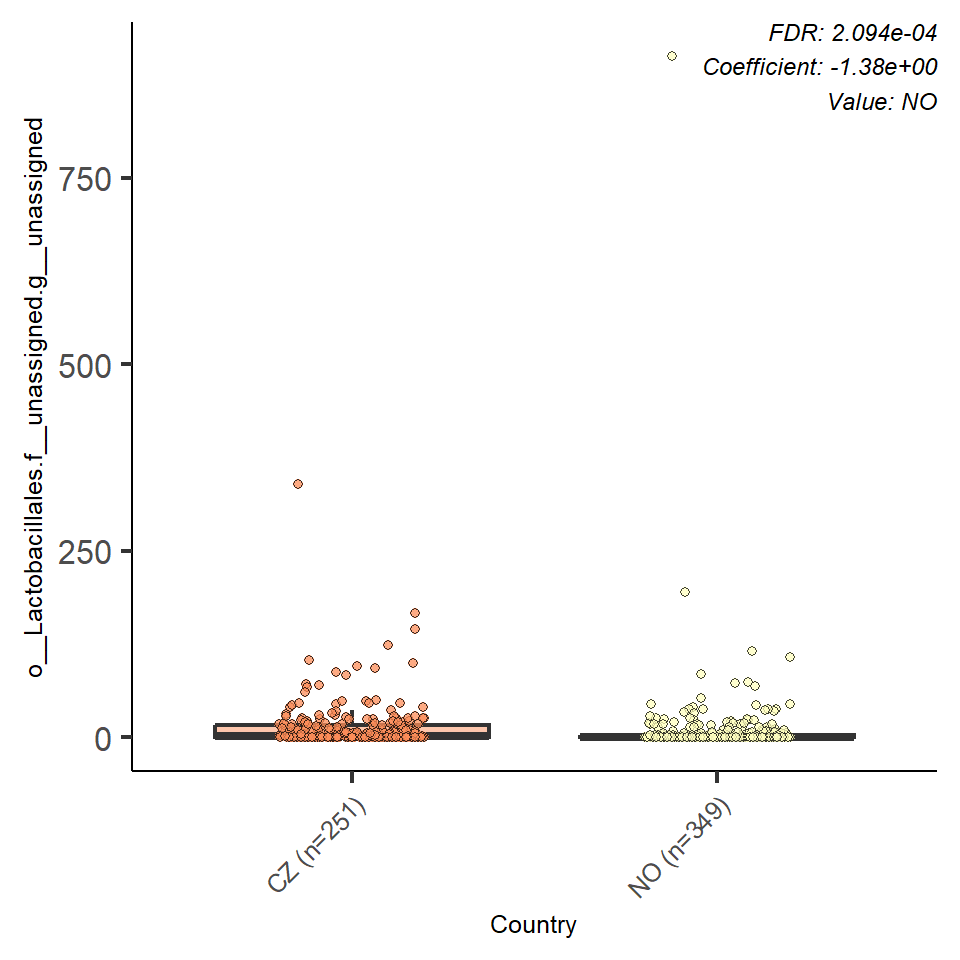 FDR: 2.094e-04
Coefficient: -1.38e+00
Value: NO
o__Lactobacillales.f__unassigned.g__unassigned
750
500
250
0
CZ (n=251)
NO (n=349)
Country